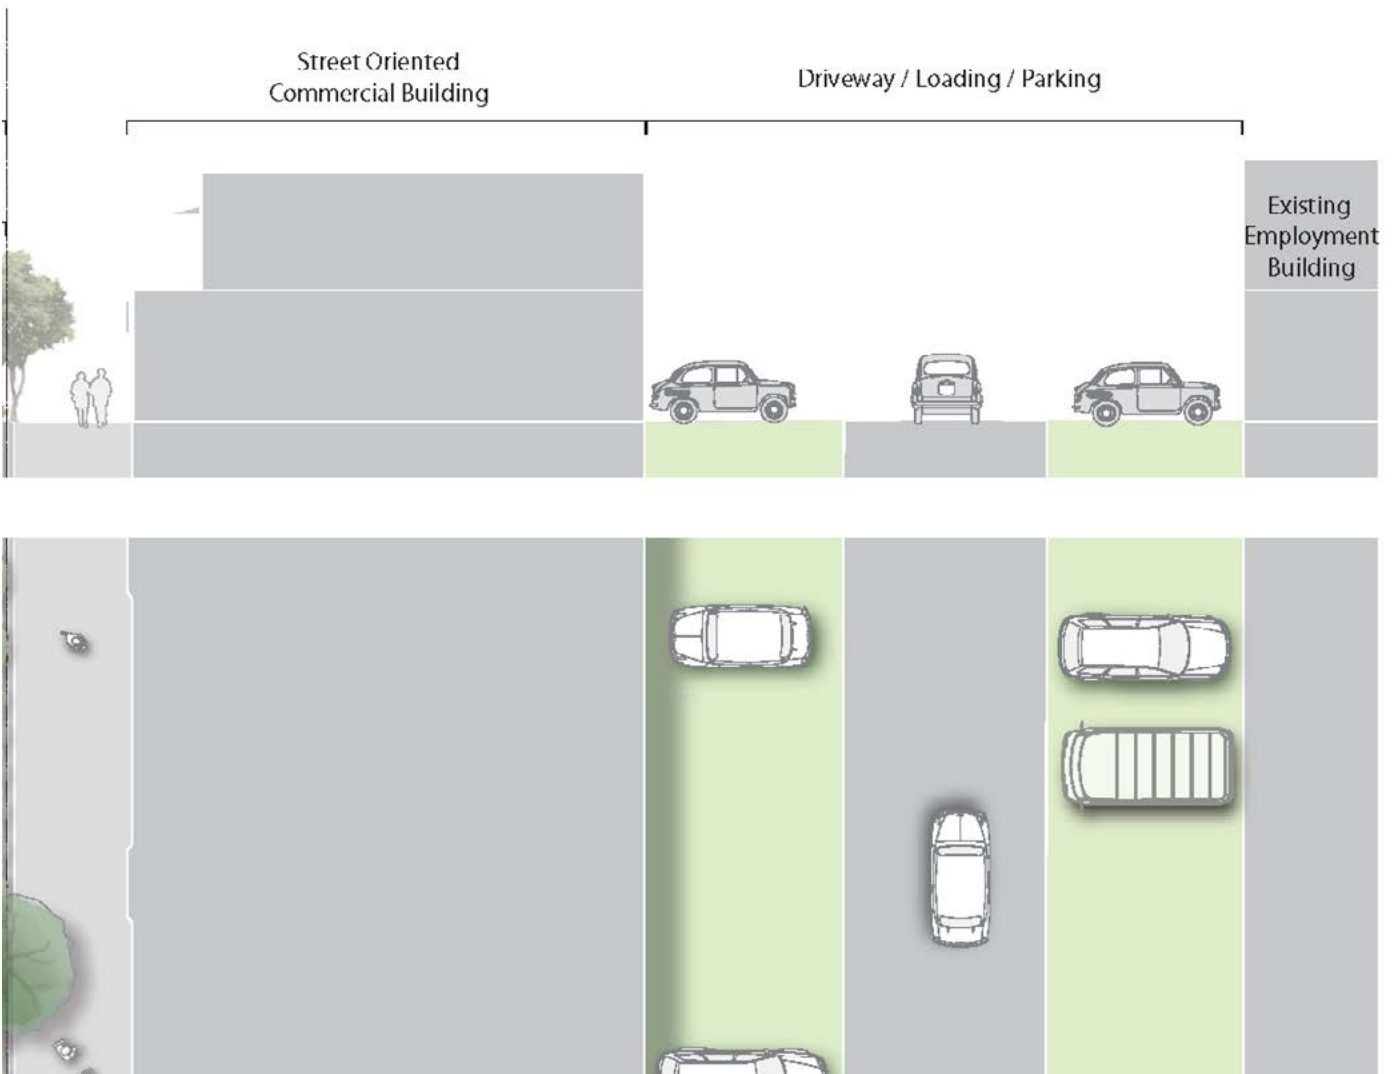 Street Oriented
Commercial Building
Driveway / Loading / Parking
Existing
Employment
Building